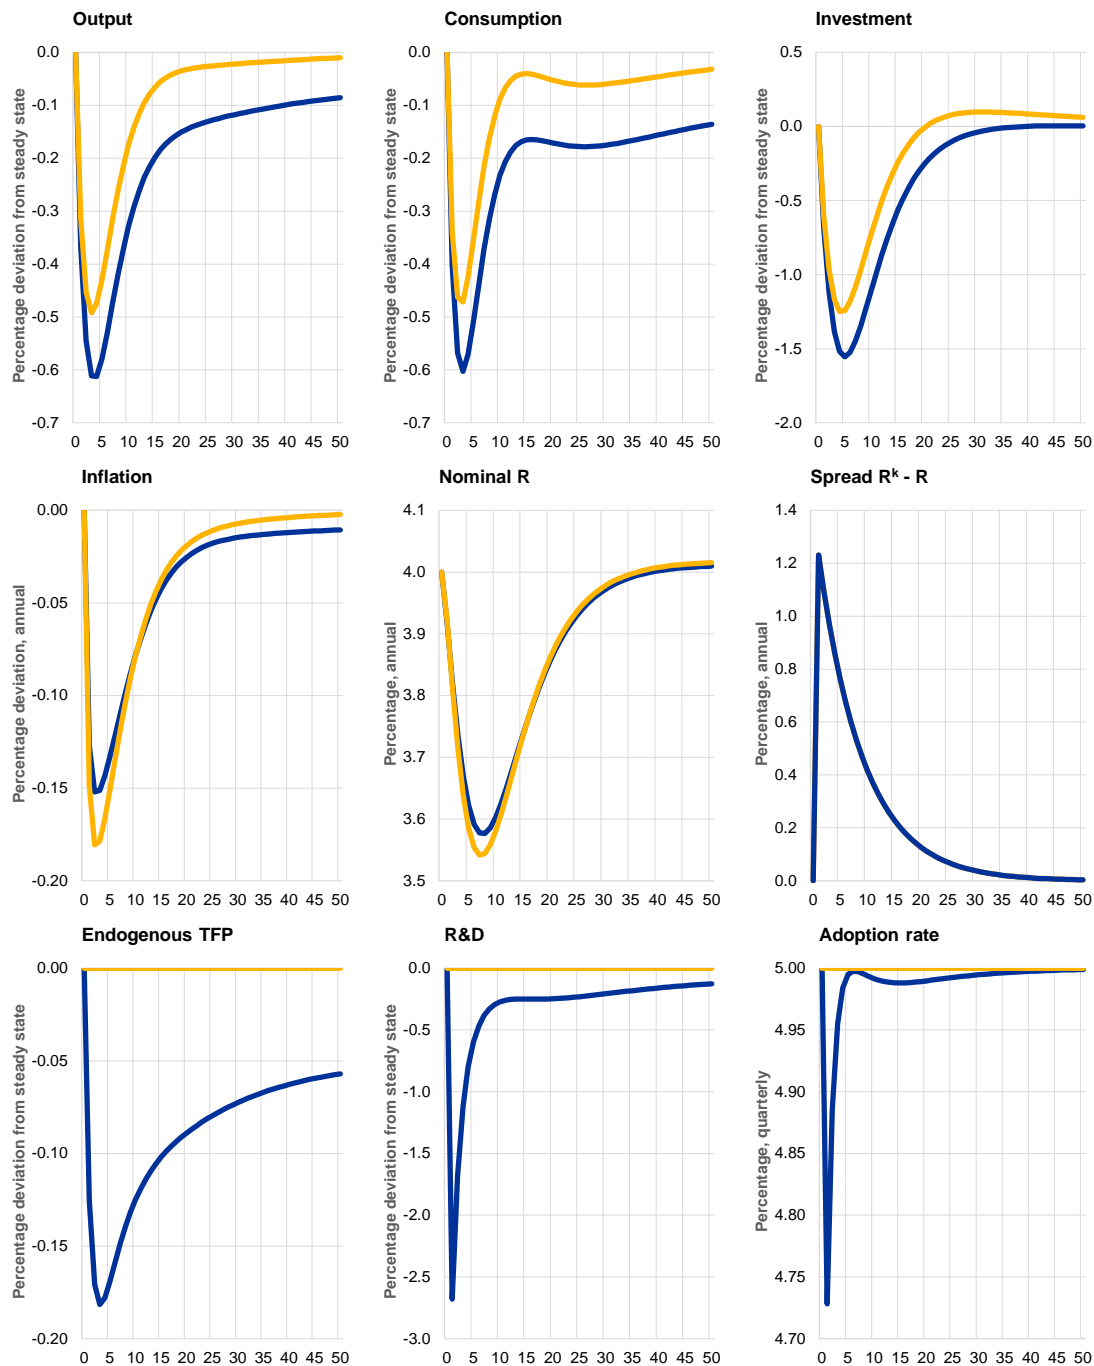 Output
Consumption
Investment
Percentage deviation from steady state
0.0
-0.1
-0.2
-0.3
-0.4
-0.5
-0.6
-0.7
0 5 10 15 20 25 30 35 40 45 50
Percentage deviation from steady state
0.0
-0.1
-0.2
-0.3
-0.4
-0.5
-0.6
-0.7
0 5 10 15 20 25 30 35 40 45 50
Percentage deviation from steady state
0.5
0.0
-0.5
-1.0
-1.5
-2.0
0 5 10 15 20 25 30 35 40 45 50
Inflation
Nominal R
Spread Rᵏ - R
Percentage deviation, annual
0.00
-0.05
-0.10
-0.15
-0.20
0 5 10 15 20 25 30 35 40 45 50
Percentage, annual
4.1
4.0
3.9
3.8
3.7
3.6
3.5
0 5 10 15 20 25 30 35 40 45 50
Percentage, annual
1.4
1.2
1.0
0.8
0.6
0.4
0.2
0.0
0 5 10 15 20 25 30 35 40 45 50
Endogenous TFP
R&D
Adoption rate
Percentage deviation from steady state
0.00
-0.05
-0.10
-0.15
-0.20
0 5 10 15 20 25 30 35 40 45 50
Percentage deviation from steady state
0.0
-0.5
-1.0
-1.5
-2.0
-2.5
-3.0
0 5 10 15 20 25 30 35 40 45 50
Percentage, quarterly
5.00
4.95
4.90
4.85
4.80
4.75
4.70
0 5 10 15 20 25 30 35 40 45 50